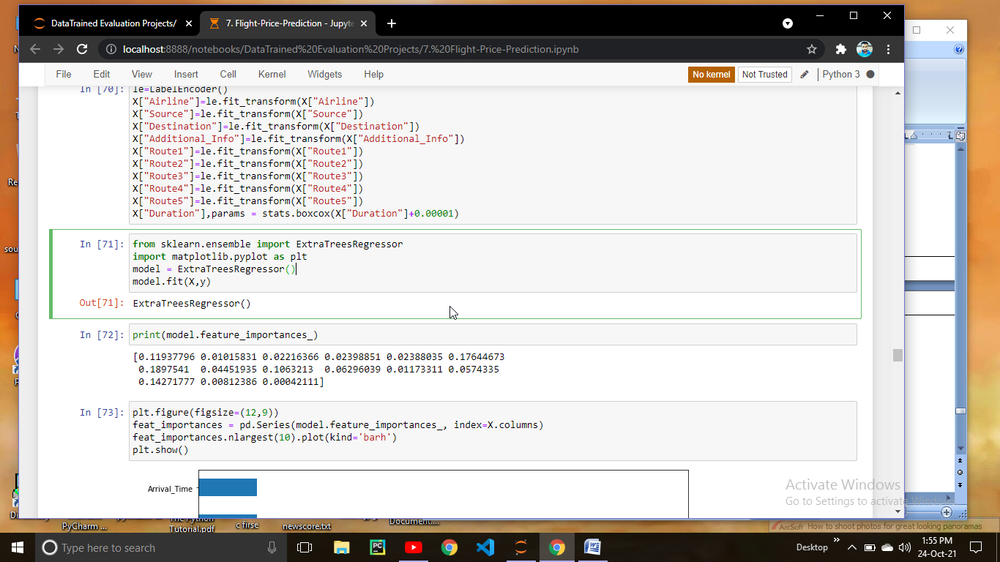 DataTrained Evaluation Projects/
7. Flight-Price-Prediction - Jupyte
localhost:8888/notebooks/DataTrained%20Evaluation%20Projects/7.%20Flight-Price-Prediction.ipynb
File Edit View Insert Cell Kernel Widgets Help
No kernel Not Trusted Python 3
In [70]: le=LabelEncoder()
X["Airline"]=le.fit_transform(X["Airline"])
X["Source"]=le.fit_transform(X["Source"])
X["Destination"]=le.fit_transform(X["Destination"])
X["Additional_Info"]=le.fit_transform(X["Additional_Info"])
X["Route1"]=le.fit_transform(X["Route1"])
X["Route2"]=le.fit_transform(X["Route2"])
X["Route3"]=le.fit_transform(X["Route3"])
X["Route4"]=le.fit_transform(X["Route4"])
X["Route5"]=le.fit_transform(X["Route5"])
X["Duration"],params = stats.boxcox(X["Duration"]+0.00001)
In [71]: from sklearn.ensemble import ExtraTreesRegressor
import matplotlib.pyplot as plt
model = ExtraTreesRegressor()
model.fit(X,y)
Out[71]: ExtraTreesRegressor()
In [72]: print(model.feature_importances_)
[0.11937796 0.01015831 0.02216366 0.02398851 0.02388035 0.17644673
0.1897541 0.04451935 0.1063213 0.06296039 0.01173311 0.0574335
0.14271777 0.00812386 0.00042111]
In [73]: plt.figure(figsize=(12,9))
feat_importances = pd.Series(model.feature_importances_, index=X.columns)
feat_importances.nlargest(10).plot(kind='barh')
plt.show()
Arrival_Time
Activate Windows
Go to Settings to activate Windows.
PyCharm ...
Tutorial.pdf
c firse
newscore.txt
Document....
ArcSoft How to shoot photos for great looking panoramas
Type here to search
Desktop
1:55 PM
24-Oct-21